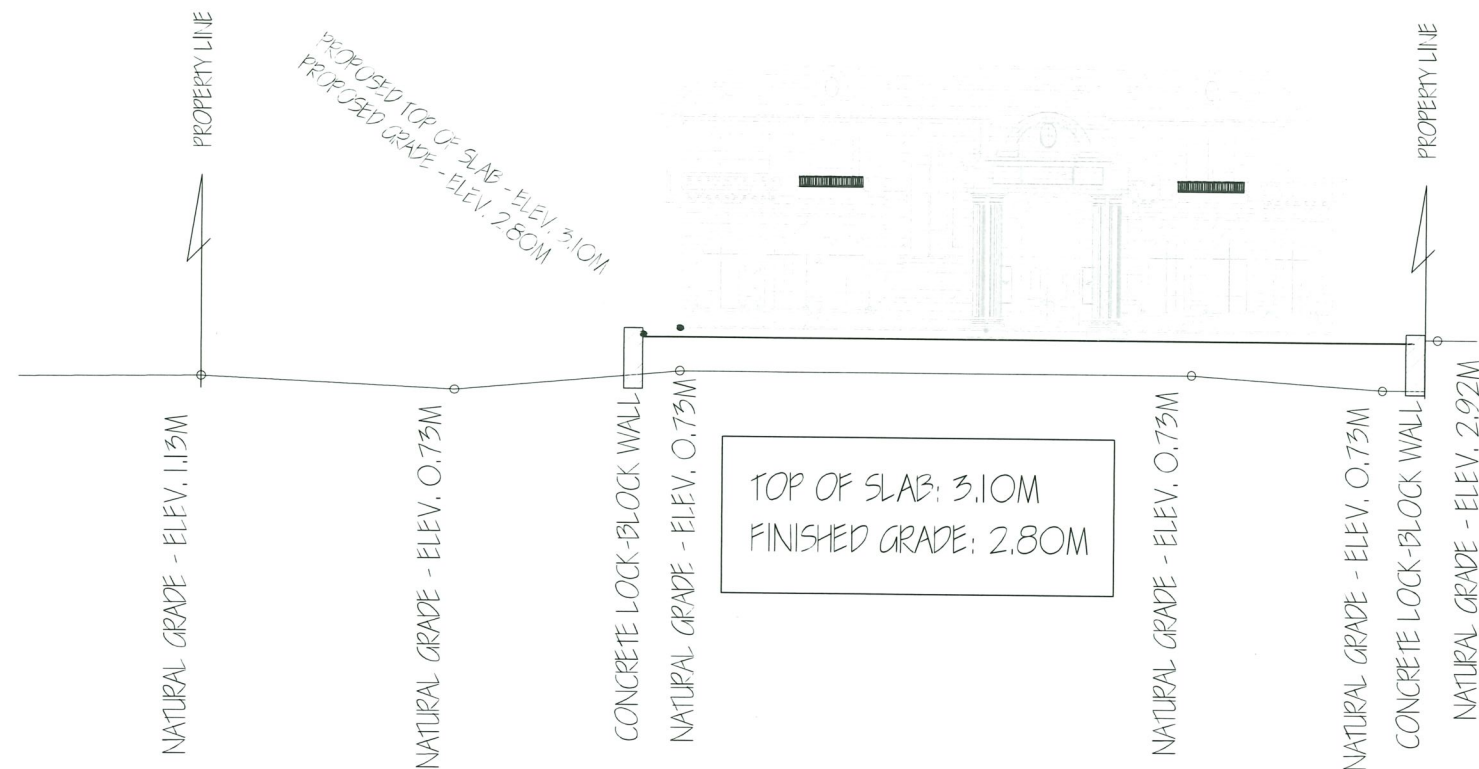 PROPERTY LINE
PROPOSED TOP OF SLAB - ELEV. 3.10M
PROPOSED GRADE - ELEV. 2.80M
PROPERTY LINE
NATURAL GRADE - ELEV. 1.13M
NATURAL GRADE - ELEV. 0.73M
CONCRETE LOCK-BLOCK WALL
NATURAL GRADE - ELEV. 0.73M
TOP OF SLAB: 3.10M
FINISHED GRADE: 2.80M
NATURAL GRADE - ELEV. 0.73M
NATURAL GRADE - ELEV. 0.73M
CONCRETE LOCK-BLOCK WALL
NATURAL GRADE - ELEV. 2.92M